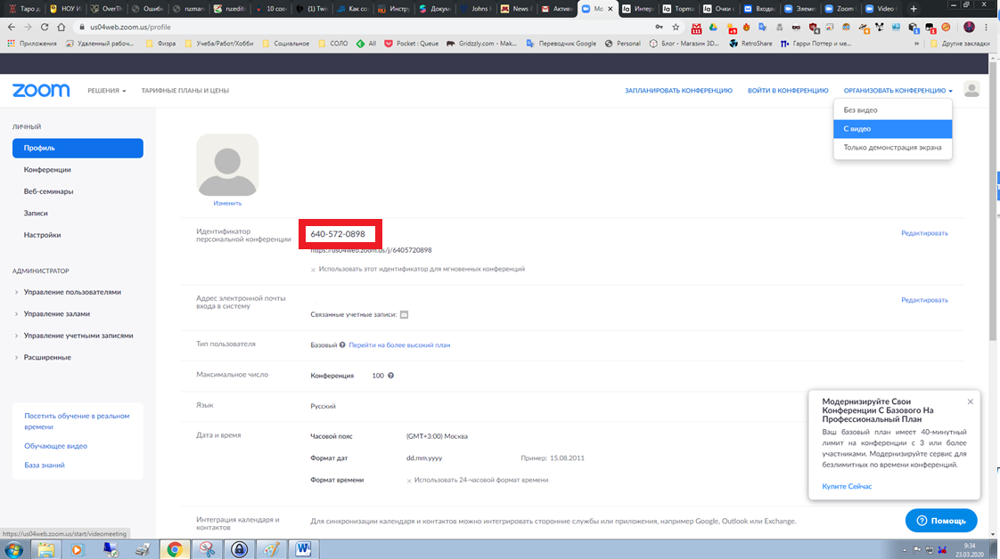 Таро д
НОУ И
OverTh
Ошибк
ruman
ruxediti
10 сов
(1) Twi
Как со
Инстру
Докум
Johns H
News &
Актив
Мо
Интер
Торма
Очки с
Входя
Элеме
Zoom
Video C
us04web.zoom.us/profile
Приложения
Удаленный рабоч...
Физра
Учеба/Работ/Хобби
Социальное
СОЛО
All
Pocket : Queue
Gridzzly.com - Mak...
Переводчик Google
Personal
Блог - Магазин 3D...
RetroShare
Гарри Поттер и ме...
Другие закладки
zoom
РЕШЕНИЯ
ТАРИФНЫЕ ПЛАНЫ И ЦЕНЫ
ЗАПЛАНИРОВАТЬ КОНФЕРЕНЦИЮ
ВОЙТИ В КОНФЕРЕНЦИЮ
ОРГАНИЗОВАТЬ КОНФЕРЕНЦИЮ
Без видео
С видео
Только демонстрация экрана
ЛИЧНЫЙ
Профиль
Конференции
Веб-семинары
Записи
Настройки
АДМИНИСТРАТОР
Управление пользователями
Управление залами
Управление учетными записями
Расширенные
Посетить обучение в реальном
времени
Обучающее видео
База знаний
Изменить
Идентификатор
персональной конференции
640-572-0898
https://us04web.zoom.us/j/6405720898
× Использовать этот идентификатор для мгновенных конференций
Редактировать
Адрес электронной почты
входа в систему
Связанные учетные записи:
Редактировать
Тип пользователя
Базовый
Перейти на более высокий план
Максимальное число
Конференция
100
Язык
Русский
Дата и время
Часовой пояс
(GMT+3:00) Москва
Формат дат
dd.mm.yyyy
Пример: 15.08.2011
Формат времени
× Использовать 24-часовой формат времени
Интеграция календаря и
контактов
Для синхронизации календаря и контактов можно интегрировать сторонние службы или приложения, например Google, Outlook или Exchange.
Модернизируйте Свои
Конференции С Базового На
Профессиональный План
Ваш базовый план имеет 40-минутный
лимит на конференции с 3 или более
участниками. Модернизируйте сервис для
безлимитных по времени конференций.
Купите Сейчас
Помощь
https://us04web.zoom.us/start/videomeeting
9:34
23.03.2020